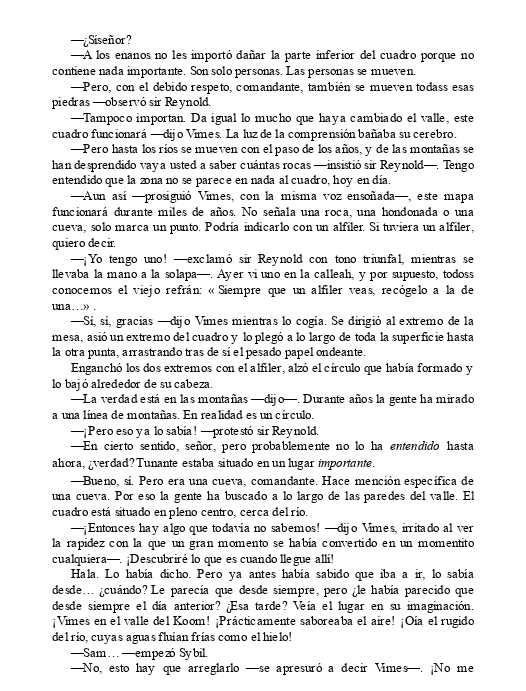 —¿Síseñor?
—A los enanos no les importó dañar la parte inferior del cuadro porque no
contiene nada importante. Son solo personas. Las personas se mueven.
—Pero, con el debido respeto, comandante, también se mueven todass esas
piedras —observó sir Reynold.
—Tampoco importan. Da igual lo mucho que haya cambiado el valle, este
cuadro funcionará —dijo Vimes. La luz de la comprensión bañaba su cerebro.
—Pero hasta los ríos se mueven con el paso de los años, y de las montañas se
han desprendido vaya usted a saber cuántas rocas —insistió sir Reynold—. Tengo
entendido que la zona no se parece en nada al cuadro, hoy en día.
—Aun así —prosiguió Vimes, con la misma voz ensoñada—, este mapa
funcionará durante miles de años. No señala una roca, una hondonada o una
cueva, solo marca un punto. Podría indicarlo con un alfiler. Si tuviera un alfiler,
quiero decir.
—¡Yo tengo uno! —exclamó sir Reynold con tono triunfal, mientras se
llevaba la mano a la solapa—. Ayer vi uno en la calleah, y por supuesto, todoss
conocemos el viejo refrán: « Siempre que un alfiler veas, recógelo a la de
una…» .
—Sí, sí, gracias —dijo Vimes mientras lo cogía. Se dirigió al extremo de la
mesa, asió un extremo del cuadro y lo plegó a lo largo de toda la superficie hasta
la otra punta, arrastrando tras de sí el pesado papel ondeante.
Enganchó los dos extremos con el alfiler, alzó el círculo que había formado y
lo bajó alrededor de su cabeza.
—La verdad está en las montañas —dijo—. Durante años la gente ha mirado
a una línea de montañas. En realidad es un círculo.
—¡Pero eso ya lo sabía! —protestó sir Reynold.
—En cierto sentido, señor, pero probablemente no lo ha entendido hasta
ahora, ¿verdad? Tunante estaba situado en un lugar importante.
—Bueno, sí. Pero era una cueva, comandante. Hace mención específica de
una cueva. Por eso la gente ha buscado a lo largo de las paredes del valle. El
cuadro está situado en pleno centro, cerca del río.
—¡Entonces hay algo que todavía no sabemos! —dijo Vimes, irritado al ver
la rapidez con la que un gran momento se había convertido en un momentito
cualquiera—. ¡Descubriré lo que es cuando llegue allí!
Hala. Lo había dicho. Pero ya antes había sabido que iba a ir, lo sabía
desde… ¿cuándo? Le parecía que desde siempre, pero ¿le había parecido que
desde siempre el día anterior? ¿Esa tarde? Veía el lugar en su imaginación.
¡Vimes en el valle del Koom! ¡Prácticamente saboreaba el aire! ¡Oía el rugido
del río, cuyas aguas fluían frías como el hielo!
—Sam… —empezó Sybil.
—No, esto hay que arreglarlo —se apresuró a decir Vimes—. ¡No me